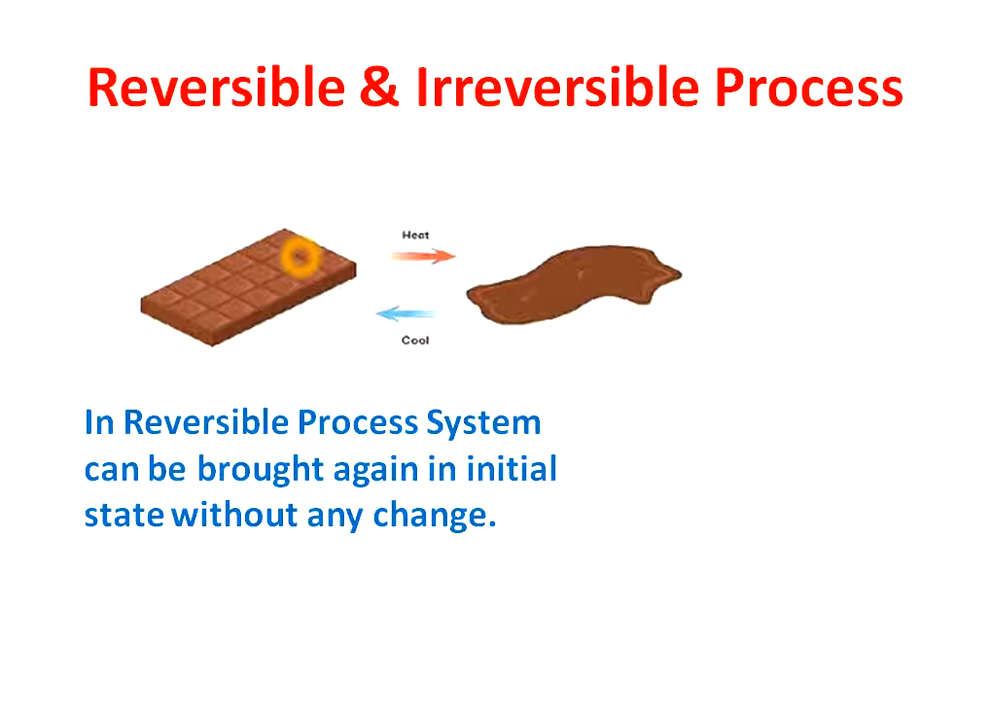 Reversible & Irreversible Process
Heat
Cool
In Reversible Process System
can be brought again in initial
state without any change.